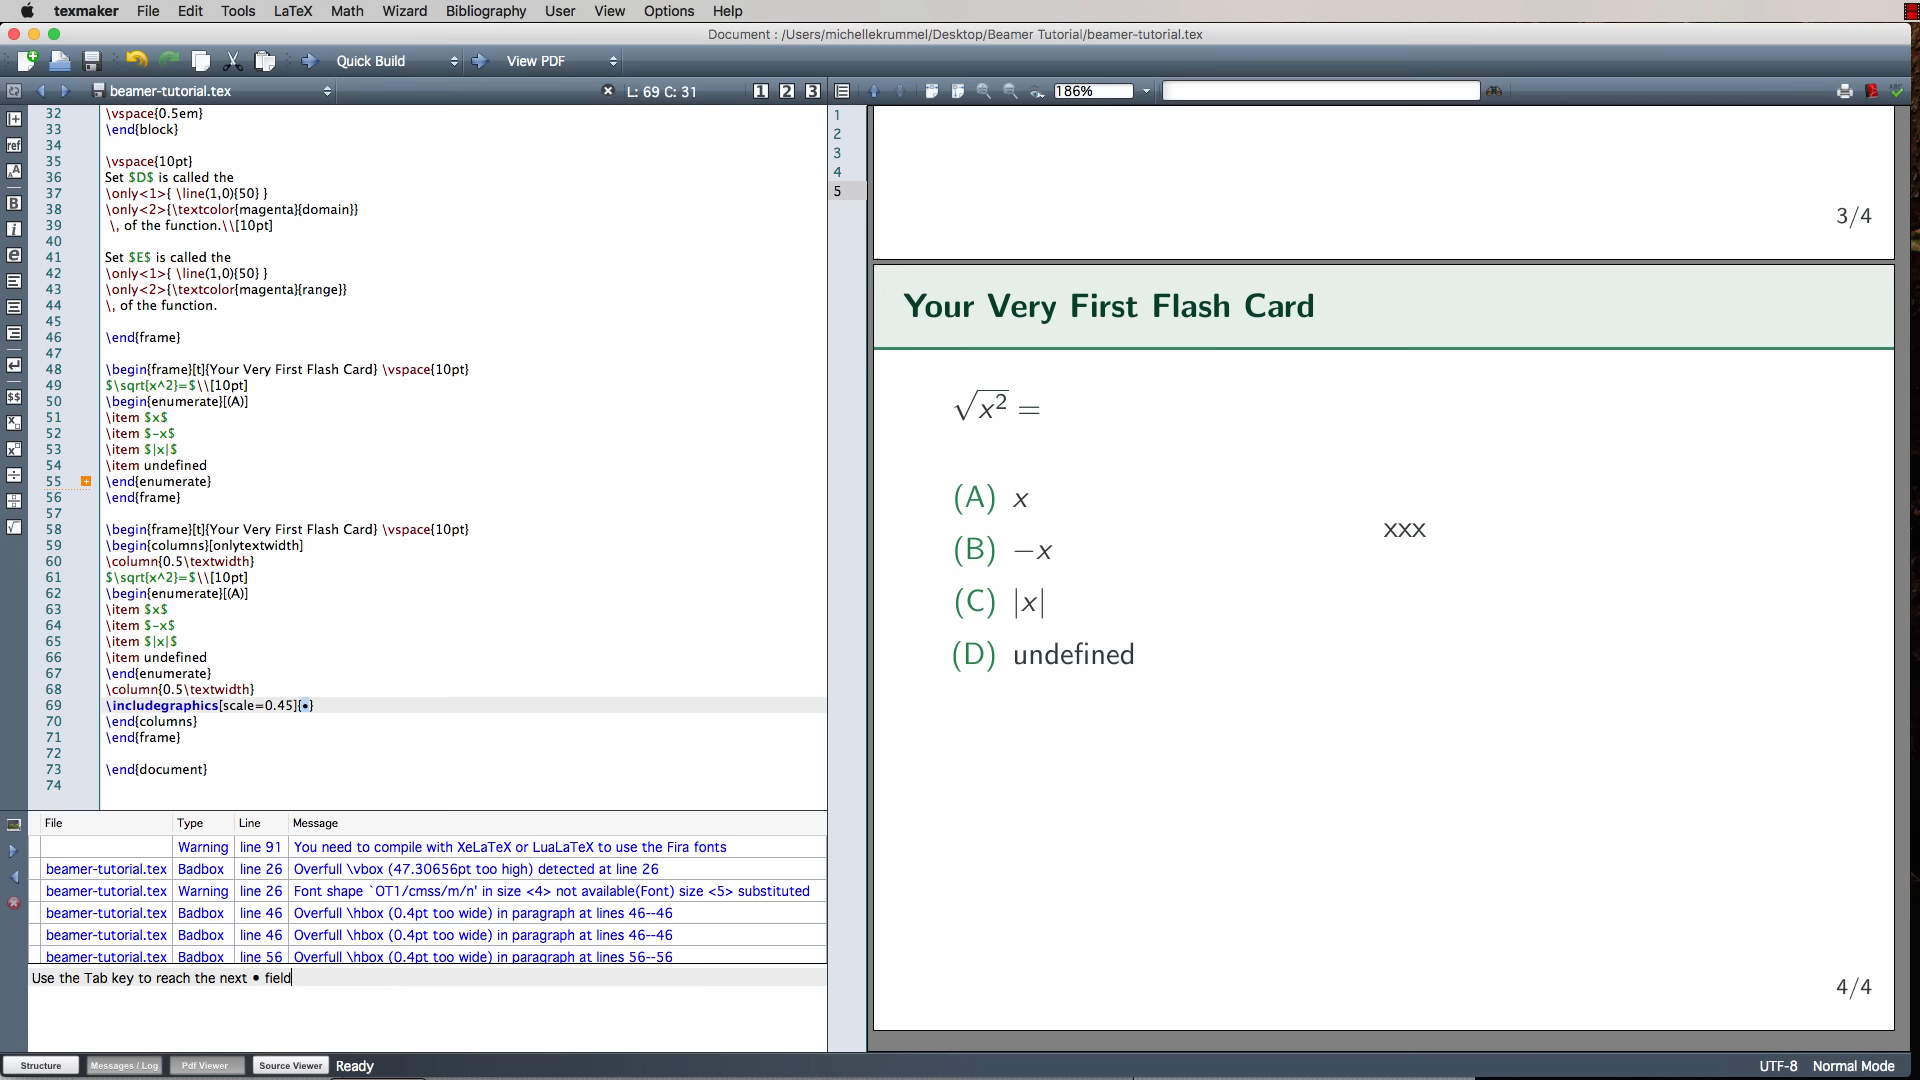 texmaker File Edit Tools LaTeX Math Wizard Bibliography User View Options Help
Document : /Users/michellekrummel/Desktop/Beamer Tutorial/beamer-tutorial.tex
Quick Build View PDF
beamer-tutorial.tex L: 69 C: 31 1 2 3 186%
32 \vspace{0.5em}
33 \end{block}
34
35 \vspace{10pt}
36 Set $D$ is called the
37 \only<1>{ \line(1,0){50} }
38 \only<2>{\textcolor{magenta}{domain}}
39 \, of the function.\\[10pt]
40
41 Set $E$ is called the
42 \only<1>{ \line(1,0){50} }
43 \only<2>{\textcolor{magenta}{range}}
44 \, of the function.
45
46 \end{frame}
47
48 \begin{frame}[t]{Your Very First Flash Card} \vspace{10pt}
49 $\sqrt{x^2}=$\\[10pt]
50 \begin{enumerate}[(A)]
51 \item $x$
52 \item $-x$
53 \item $|x|$
54 \item undefined
55 \end{enumerate}
56 \end{frame}
57
58 \begin{frame}[t]{Your Very First Flash Card} \vspace{10pt}
59 \begin{columns}[onlytextwidth]
60 \column{0.5\textwidth}
61 $\sqrt{x^2}=$\\[10pt]
62 \begin{enumerate}[(A)]
63 \item $x$
64 \item $-x$
65 \item $|x|$
66 \item undefined
67 \end{enumerate}
68 \column{0.5\textwidth}
69 \includegraphics[scale=0.45]{•}
70 \end{columns}
71 \end{frame}
72
73 \end{document}
74
ref
B
i
e
$$
File Type Line Message
Warning line 91 You need to compile with XeLaTeX or LuaLaTeX to use the Fira fonts
beamer-tutorial.tex Badbox line 26 Overfull \vbox (47.30656pt too high) detected at line 26
beamer-tutorial.tex Warning line 26 Font shape `OT1/cmss/m/n' in size <4> not available(Font) size <5> substituted
beamer-tutorial.tex Badbox line 46 Overfull \hbox (0.4pt too wide) in paragraph at lines 46--46
beamer-tutorial.tex Badbox line 46 Overfull \hbox (0.4pt too wide) in paragraph at lines 46--46
beamer-tutorial.tex Badbox line 56 Overfull \hbox (0.4pt too wide) in paragraph at lines 56--56
Use the Tab key to reach the next • field
1
2
3
4
5
3/4
Your Very First Flash Card
√x² =
(A) x
xxx
(B) −x
(C) |x|
(D) undefined
4/4
Structure Messages / Log Pdf Viewer Source Viewer Ready UTF-8 Normal Mode